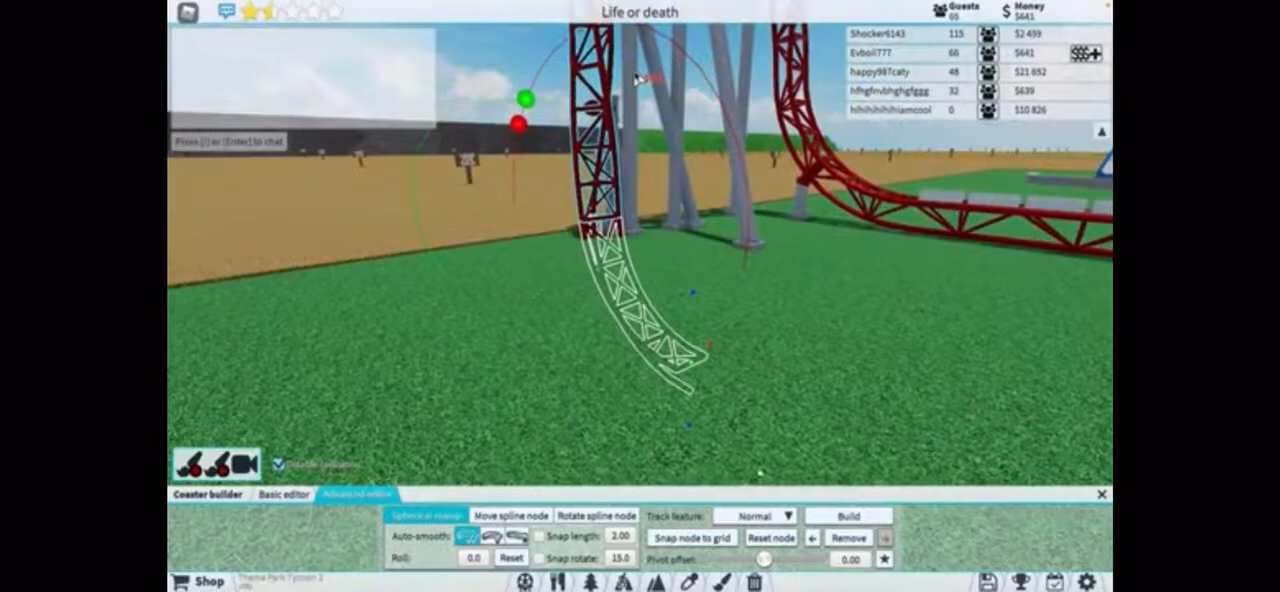 Life or death
Guests
65
$ Money
$641
Shocker6143 115 $2 499
Evboii777 66 $641
happy987caty 48 $21 692
hfhgfnvbhghgfggg 32 $639
hihihihihihiamcool 0 $10 826
Press [/] or [Enter] to chat
Coaster builder
Basic editor
Advanced editor
Move spline node
Rotate spline node
Track feature:
Normal
Build
Auto-smooth:
Snap length:
2.00
Snap node to grid
Reset node
Remove
Roll:
0.0
Reset
Snap rotate:
15.0
Pivot offset:
0.00
Shop
Theme Park Tycoon 2